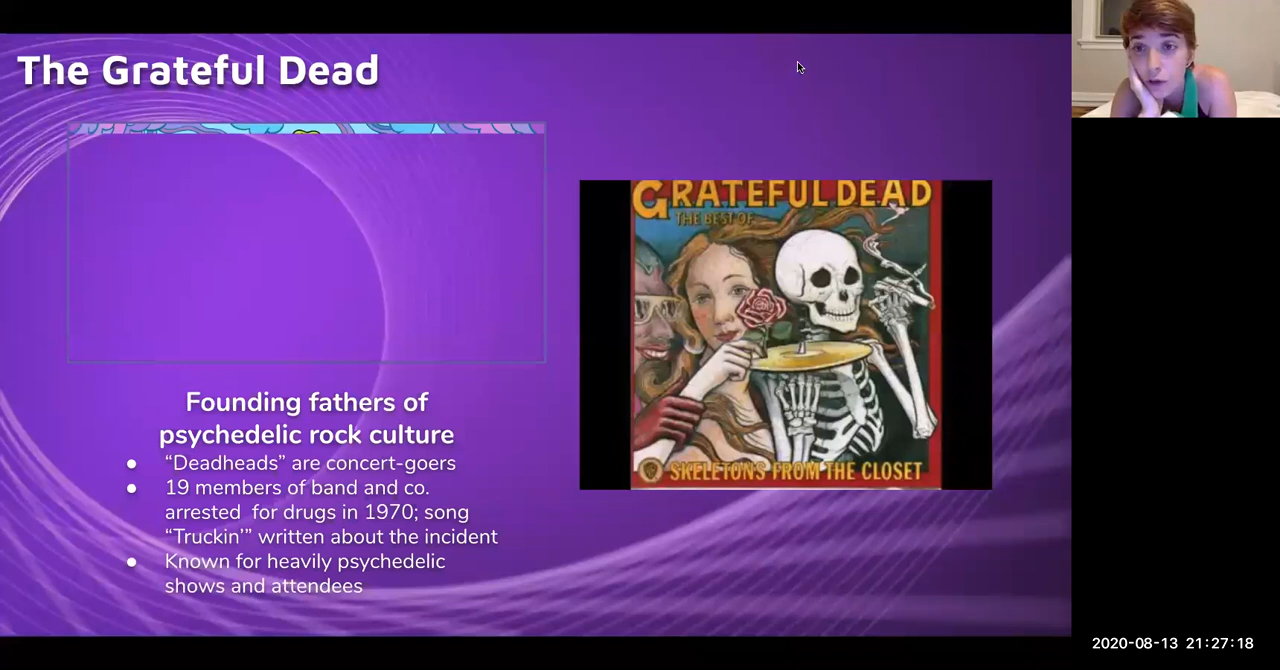 The Grateful Dead
GRATEFUL DEAD
THE BEST OF
SKELETONS FROM THE CLOSET
Founding fathers of
psychedelic rock culture
● “Deadheads” are concert-goers
● 19 members of band and co.
arrested for drugs in 1970; song
“Truckin’” written about the incident
● Known for heavily psychedelic
shows and attendees
2020-08-13 21:27:18